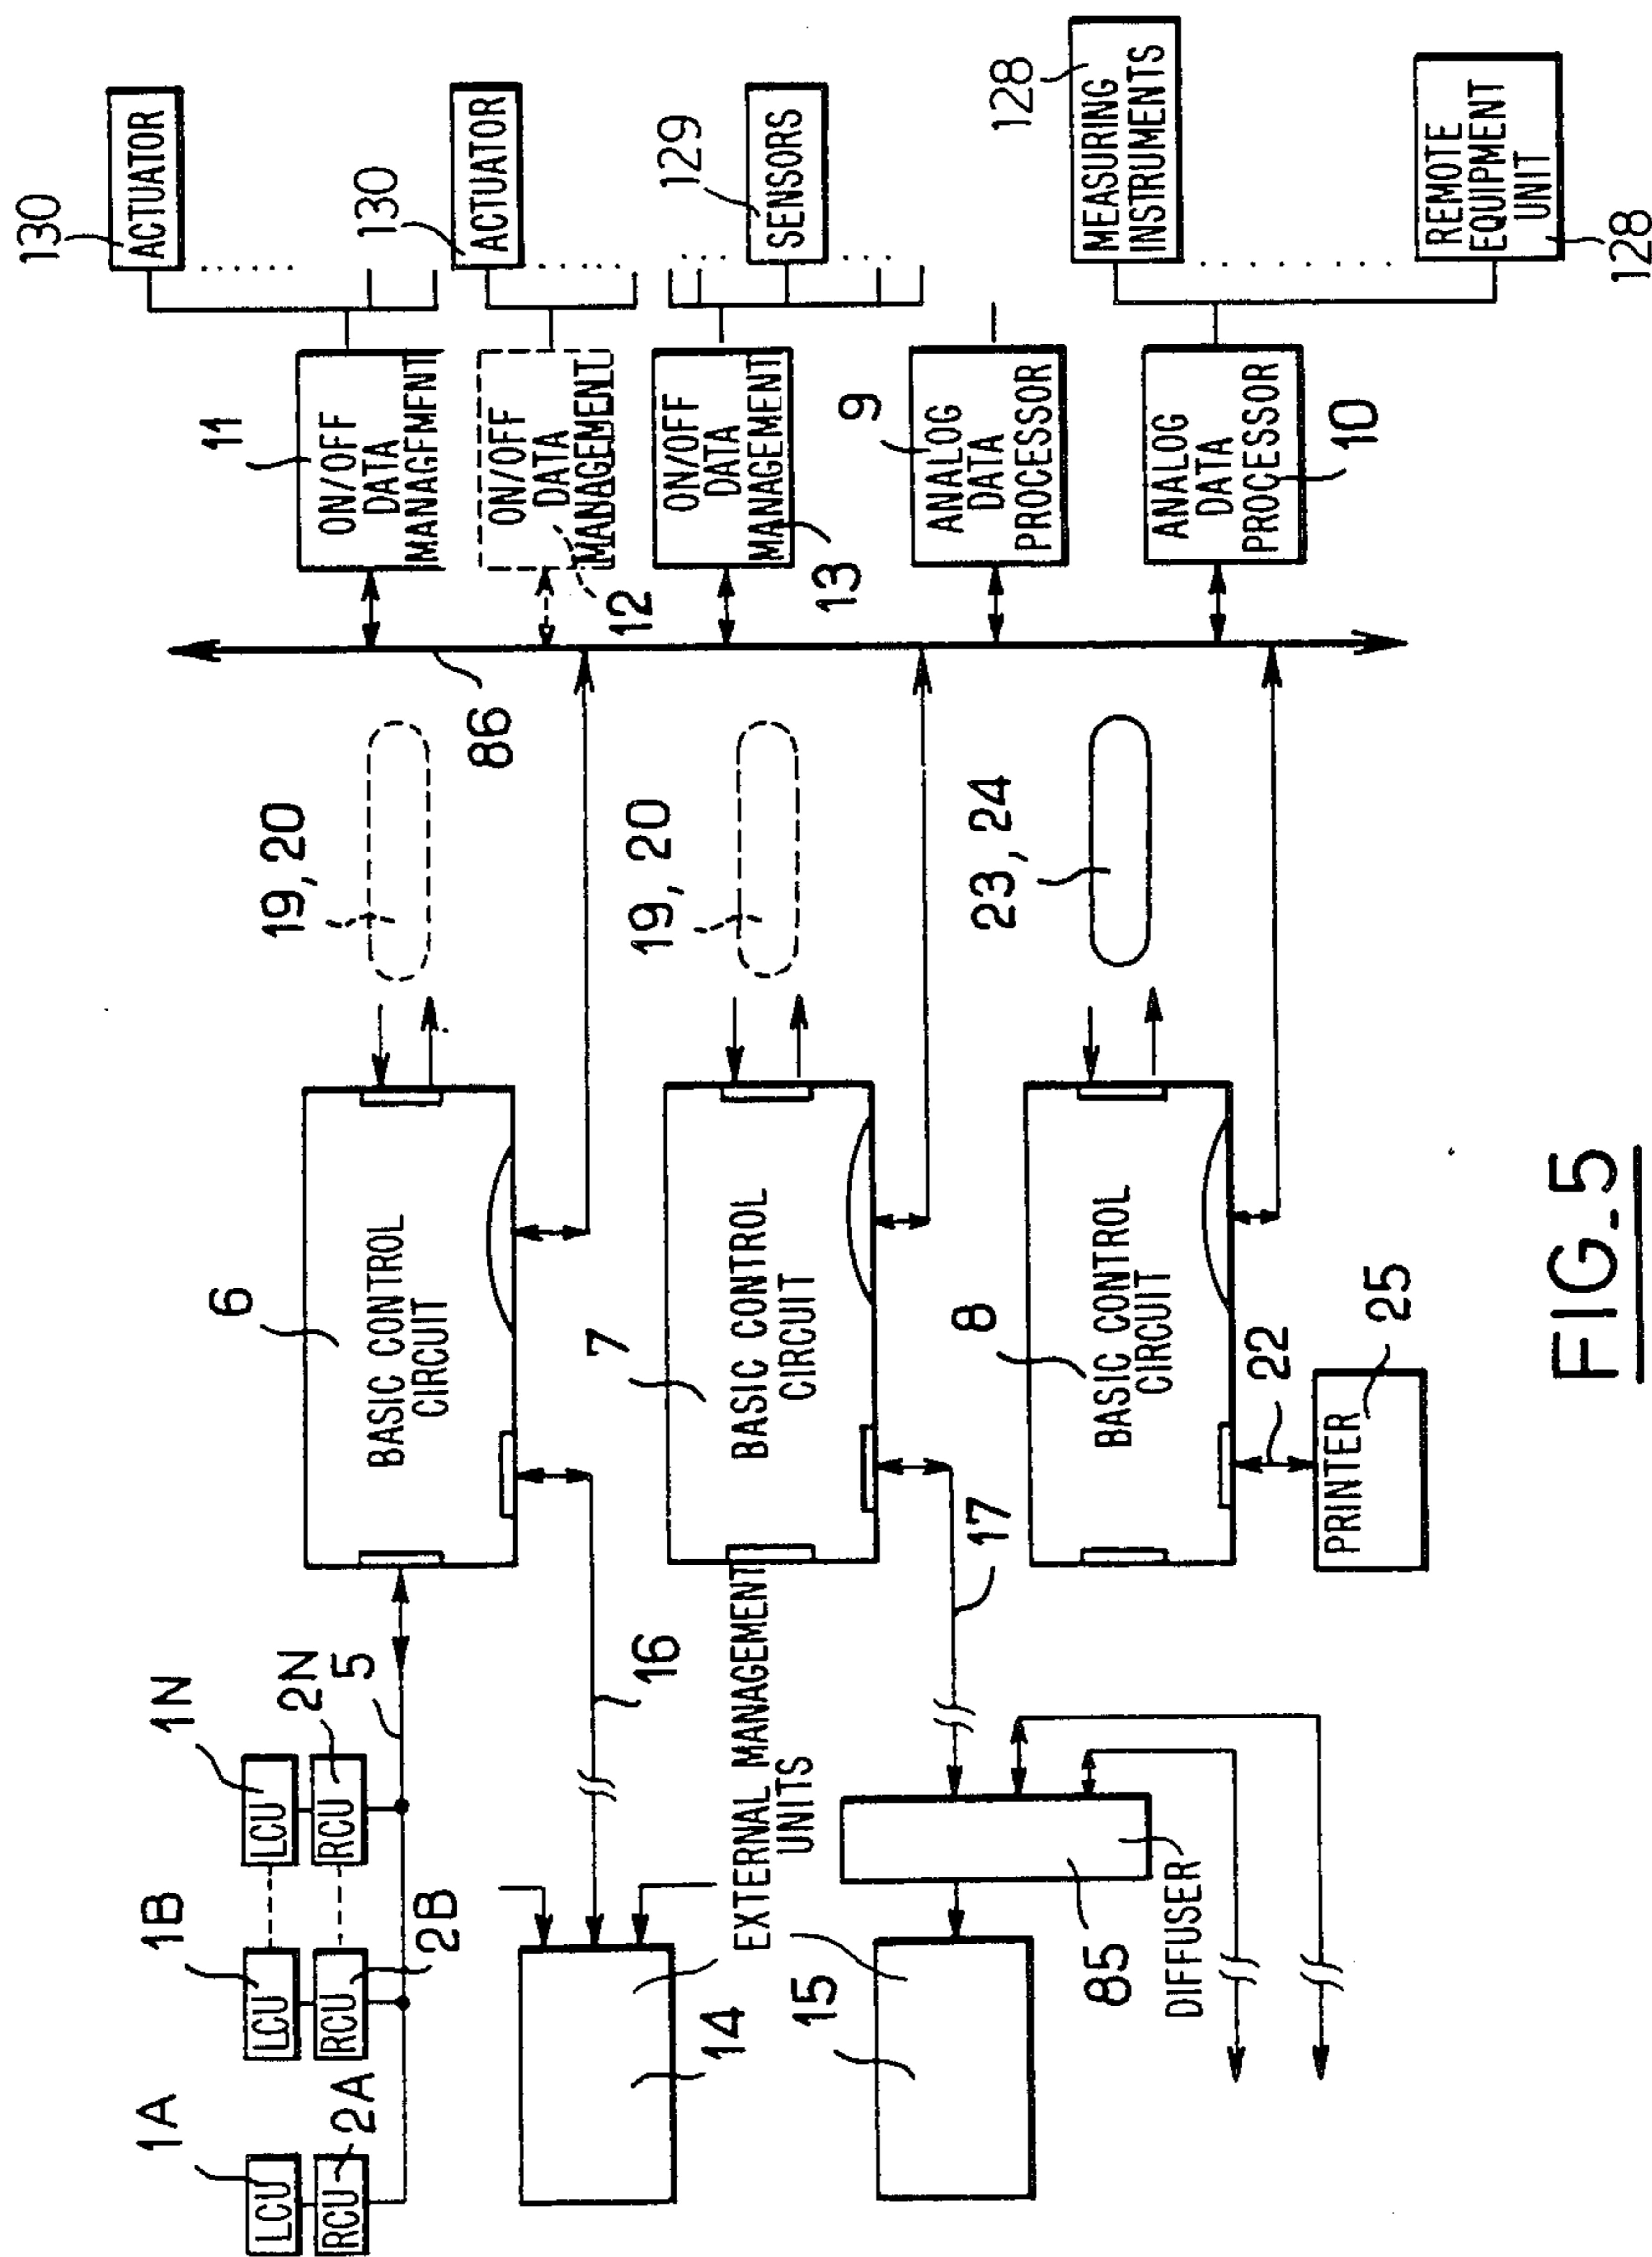 130
ACTUATOR
130
ACTUATOR
129
SENSORS
128
MEASURING
INSTRUMENTS
REMOTE
EQUIPMENT
UNIT
128
11
ON/OFF
DATA
MANAGEMENT
ON/OFF
DATA
MANAGEMENT
12
ON/OFF
DATA
MANAGEMENT
13
9
ANALOG
DATA
PROCESSOR
ANALOG
DATA
PROCESSOR
10
86
19, 20
19, 20
23, 24
6
BASIC CONTROL
CIRCUIT
7
BASIC CONTROL
CIRCUIT
8
BASIC CONTROL
CIRCUIT
22
PRINTER
25
1A
LCU
RCU
2A
1B
LCU
RCU
2B
1N
LCU
RCU
2N
5
16
14
EXTERNAL MANAGEMENT
UNITS
15
17
85
DIFFUSER
FIG_5